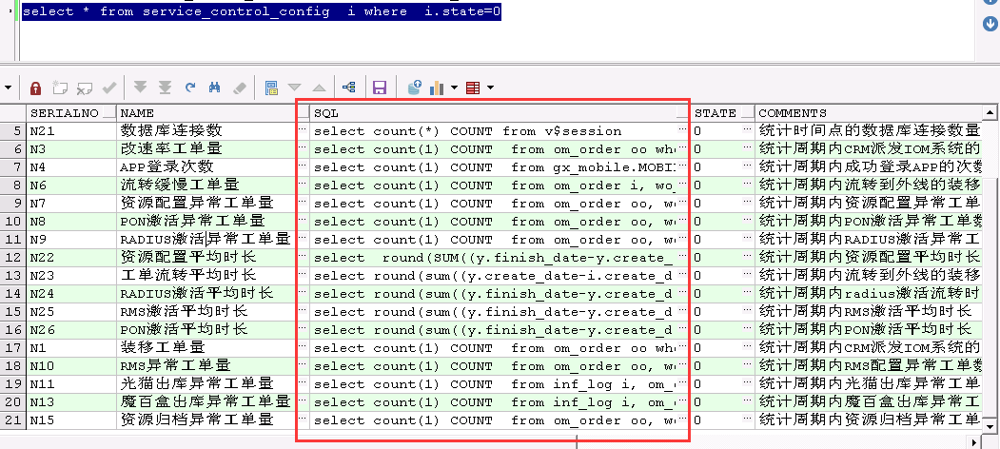 select * from service_control_config  i where  i.state=0
SERIALNO NAME SQL STATE COMMENTS
5 N21 数据库连接数 select count(*) COUNT from v$session 0 统计时间点的数据库连接数量
6 N3 改速率工单量 select count(1) COUNT  from om_order oo whe 0 统计周期内CRM派发IOM系统的
7 N4 APP登录次数 select count(1) COUNT  from gx_mobile.MOBI 0 统计周期内成功登录APP的次数
8 N6 流转缓慢工单量 select count(1) COUNT  from om_order i, wo_ 0 统计周期内流转到外线的装移
9 N7 资源配置异常工单量 select count(1) COUNT  from om_order oo, w 0 统计周期内资源配置异常工单
10 N8 PON激活异常工单量 select count(1) COUNT  from om_order oo, w 0 统计周期内PON激活异常工单数
11 N9 RADIUS激活异常工单量 select count(1) COUNT  from om_order oo, w 0 统计周期内RADIUS激活异常工
12 N22 资源配置平均时长 select  round(SUM((y.finish_date-y.create_ 0 统计周期内资源配置平均时长
13 N23 工单流转平均时长 select round(sum((y.create_date-i.create_d 0 统计周期内流转到外线的装移
14 N24 RADIUS激活平均时长 select round(sum((y.finish_date-y.create_d 0 统计周期内radius激活流转时
15 N25 RMS激活平均时长 select round(sum((y.finish_date-y.create_d 0 统计周期内RMS激活平均时长
16 N26 PON激活平均时长 select round(sum((y.finish_date-y.create_d 0 统计周期内PON激活平均时长
17 N1 装移工单量 select count(1) COUNT  from om_order oo whe 0 统计周期内CRM派发IOM系统的
18 N10 RMS异常工单量 select count(1) COUNT  from om_order oo, w 0 统计周期内RMS配置异常工单数
19 N11 光猫出库异常工单量 select count(1) COUNT  from inf_log i, om_ 0 统计周期内光猫出库异常工单
20 N13 魔百盒出库异常工单量 select count(1) COUNT  from inf_log i, om_ 0 统计周期内魔百盒出库异常工
21 N15 资源归档异常工单量 select count(1) COUNT  from om_order oo, w 0 统计周期内资源归档异常工单